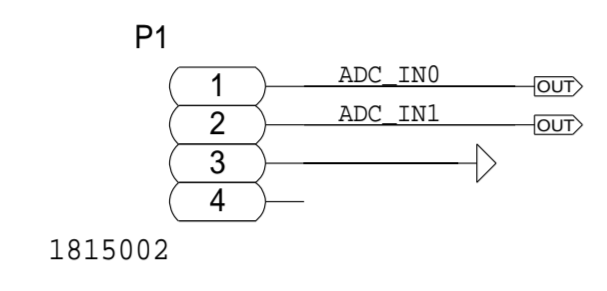 P1
1 ADC_IN0 OUT
2 ADC_IN1 OUT
3
4
1815002